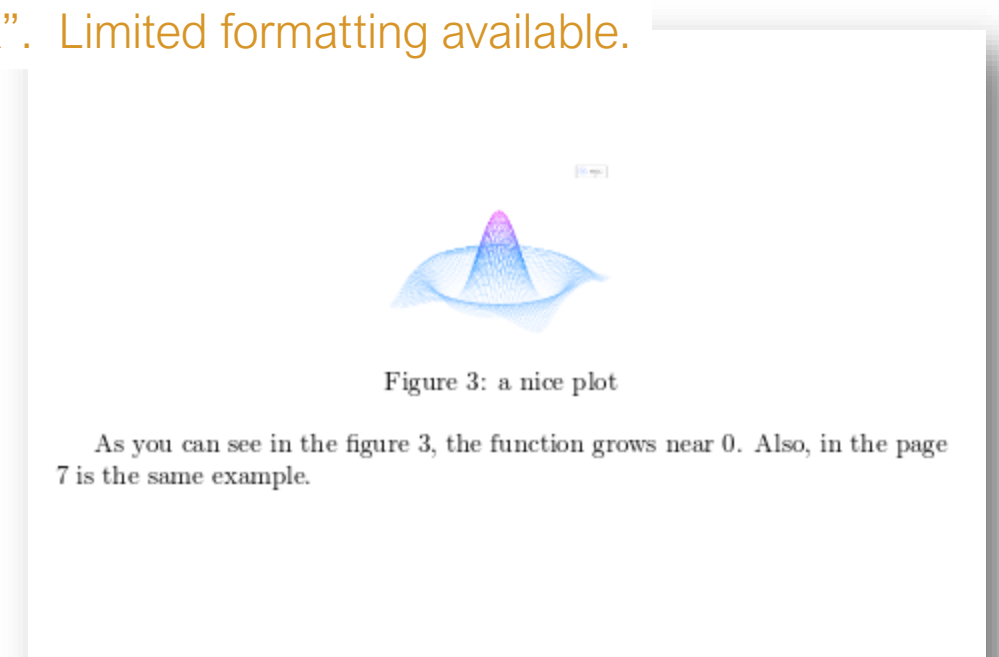 ”. Limited formatting available.
Figure 3: a nice plot
As you can see in the figure 3, the function grows near 0. Also, in the page
7 is the same example.